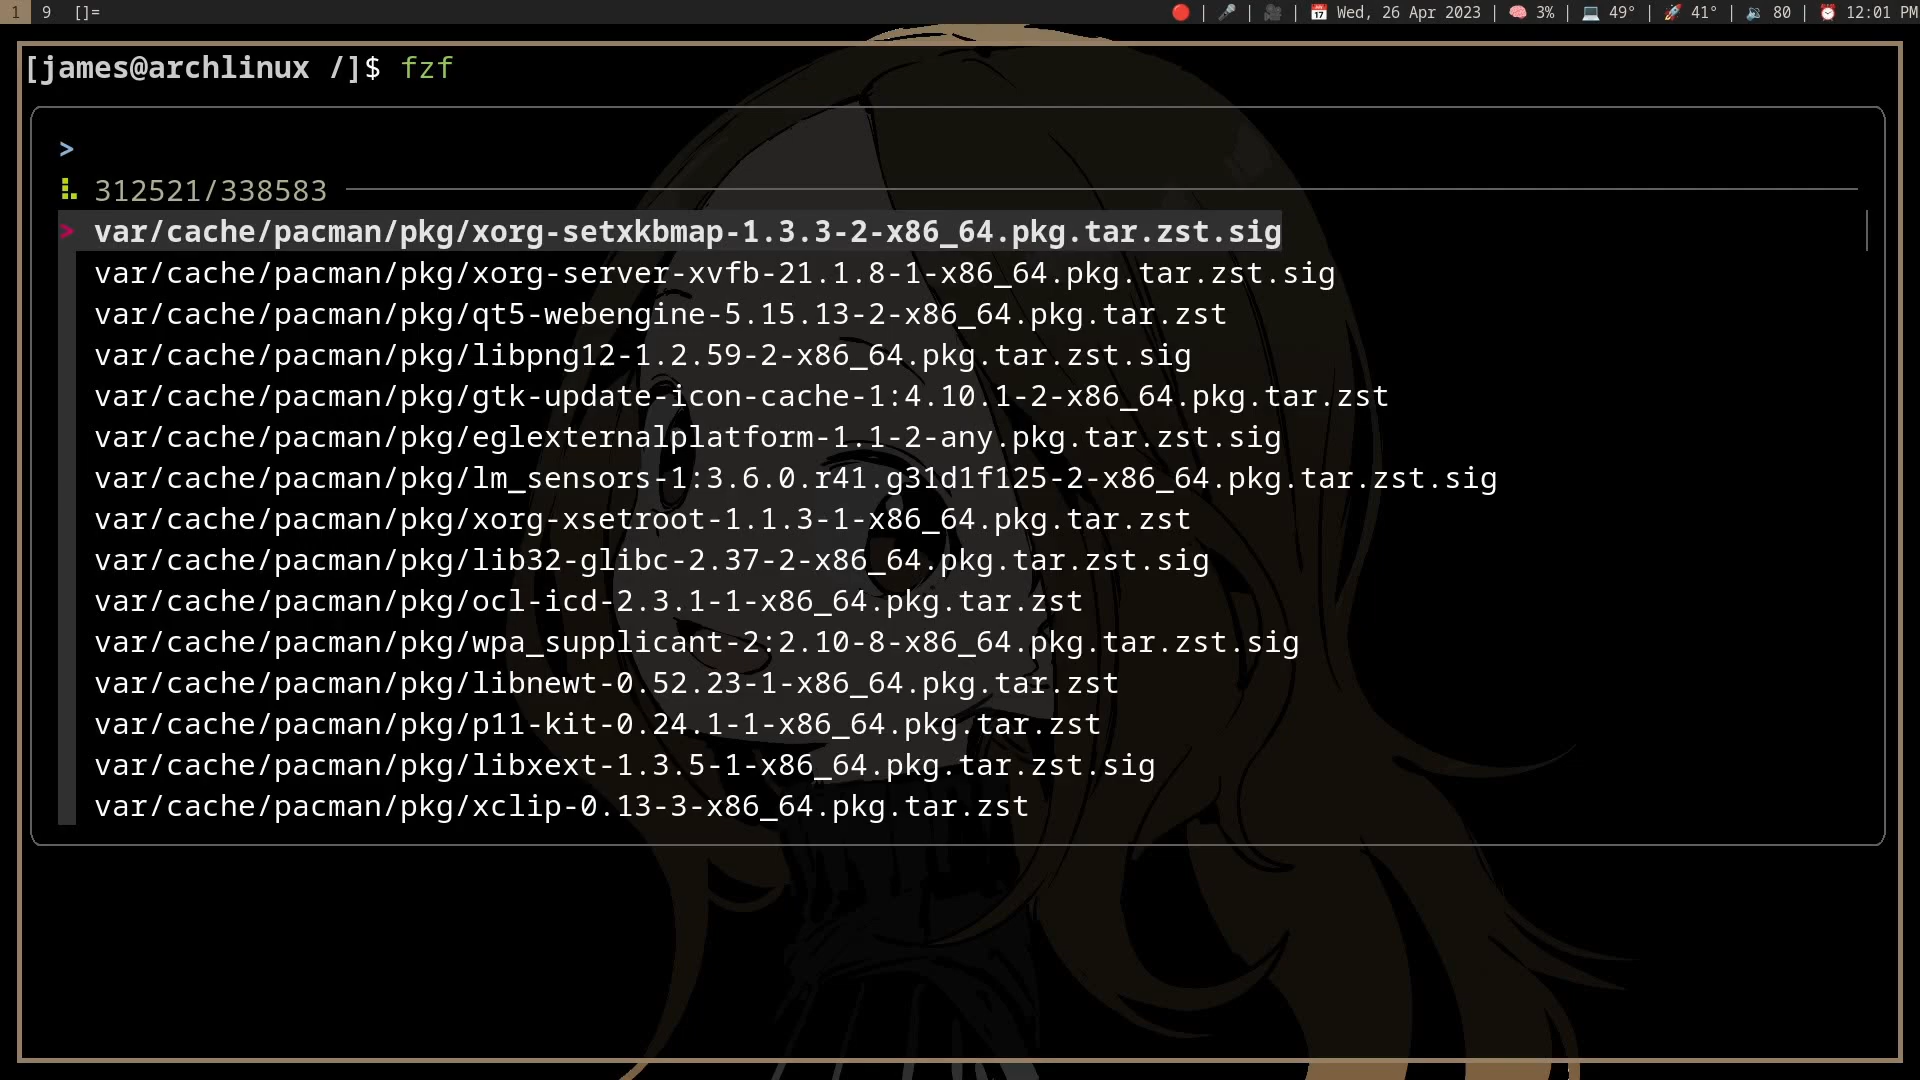 1 9 []= 🔴 | 🎤 | 🎥 | 📅 Wed, 26 Apr 2023 | 🧠 3% | 💻 49° | 🚀 41° | 🔉 80 | ⏰ 12:01 PM
[james@archlinux /]$ fzf
>
312521/338583
> var/cache/pacman/pkg/xorg-setxkbmap-1.3.3-2-x86_64.pkg.tar.zst.sig
var/cache/pacman/pkg/xorg-server-xvfb-21.1.8-1-x86_64.pkg.tar.zst.sig
var/cache/pacman/pkg/qt5-webengine-5.15.13-2-x86_64.pkg.tar.zst
var/cache/pacman/pkg/libpng12-1.2.59-2-x86_64.pkg.tar.zst.sig
var/cache/pacman/pkg/gtk-update-icon-cache-1:4.10.1-2-x86_64.pkg.tar.zst
var/cache/pacman/pkg/eglexternalplatform-1.1-2-any.pkg.tar.zst.sig
var/cache/pacman/pkg/lm_sensors-1:3.6.0.r41.g31d1f125-2-x86_64.pkg.tar.zst.sig
var/cache/pacman/pkg/xorg-xsetroot-1.1.3-1-x86_64.pkg.tar.zst
var/cache/pacman/pkg/lib32-glibc-2.37-2-x86_64.pkg.tar.zst.sig
var/cache/pacman/pkg/ocl-icd-2.3.1-1-x86_64.pkg.tar.zst
var/cache/pacman/pkg/wpa_supplicant-2:2.10-8-x86_64.pkg.tar.zst.sig
var/cache/pacman/pkg/libnewt-0.52.23-1-x86_64.pkg.tar.zst
var/cache/pacman/pkg/p11-kit-0.24.1-1-x86_64.pkg.tar.zst
var/cache/pacman/pkg/libxext-1.3.5-1-x86_64.pkg.tar.zst.sig
var/cache/pacman/pkg/xclip-0.13-3-x86_64.pkg.tar.zst